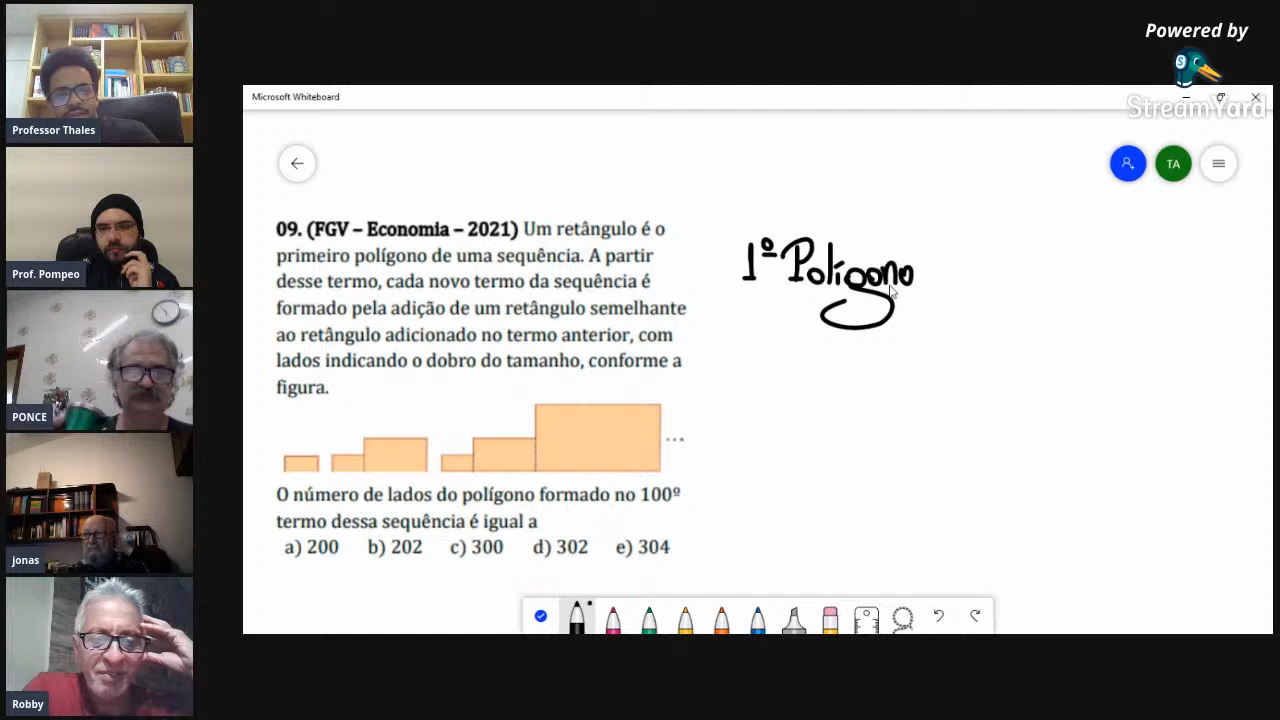 Powered by
StreamYard
Professor Thales
Prof. Pompeo
PONCE
jonas
Robby
Microsoft Whiteboard
TA
09. (FGV – Economia – 2021) Um retângulo é o
primeiro polígono de uma sequência. A partir
desse termo, cada novo termo da sequência é
formado pela adição de um retângulo semelhante
ao retângulo adicionado no termo anterior, com
lados indicando o dobro do tamanho, conforme a
figura.
...
O número de lados do polígono formado no 100º
termo dessa sequência é igual a
a) 200 b) 202 c) 300 d) 302 e) 304
1º Polígono